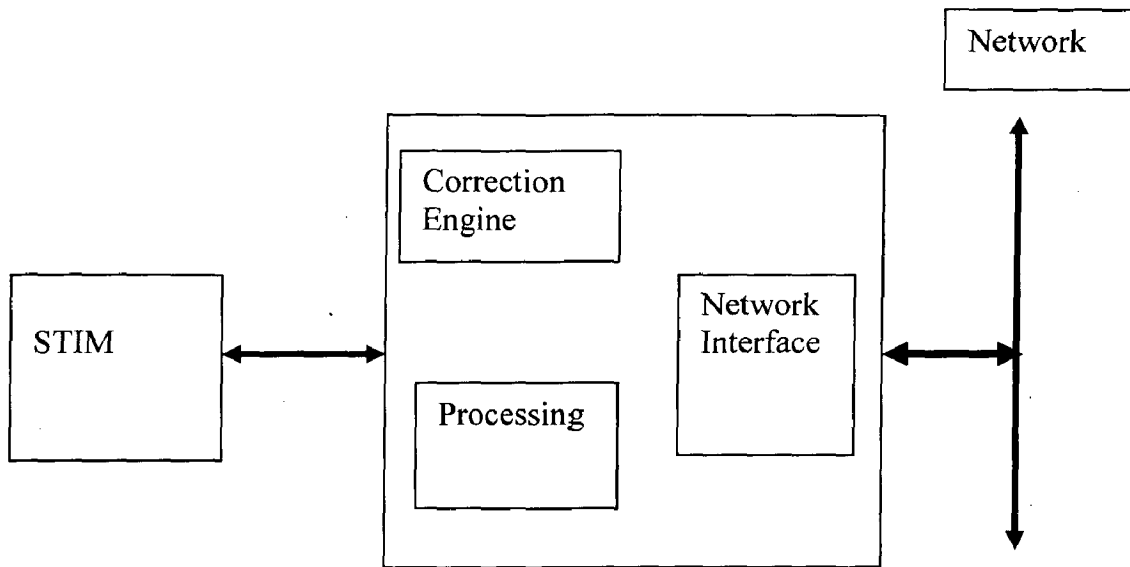 Network
Correction
Engine
STIM
Network
Interface
Processing